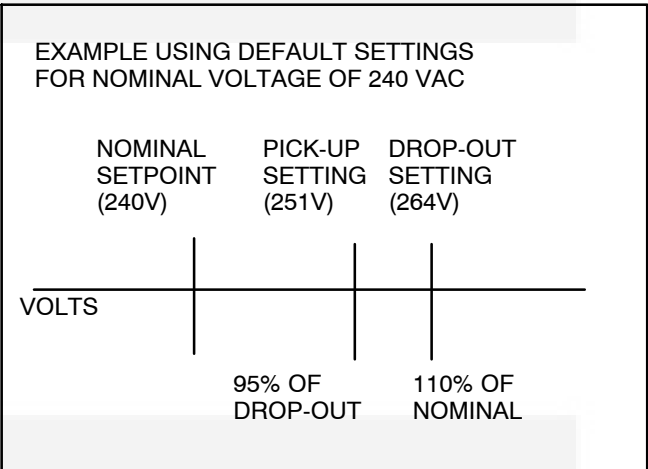 EXAMPLE USING DEFAULT SETTINGS
FOR NOMINAL VOLTAGE OF 240 VAC
NOMINAL
SETPOINT
(240V)
PICK-UP
SETTING
(251V)
DROP-OUT
SETTING
(264V)
VOLTS
95% OF
DROP-OUT
110% OF
NOMINAL